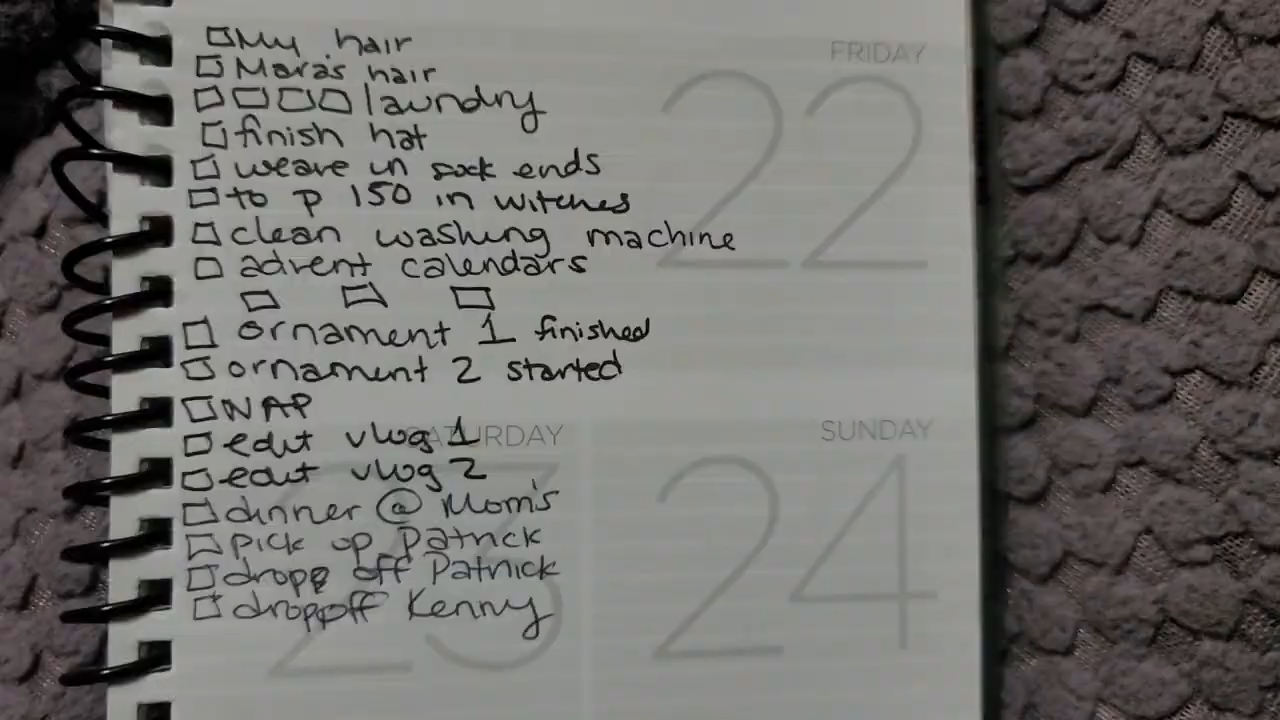 FRIDAY
22
☐ My hair
☐ Mara's hair
☐ ☐ ☐ ☐ laundry
☐ finish hat
☐ weave in sock ends
☐ to p 150 in witches
☐ clean washing machine
☐ advent calendars
☐ ☐ ☐
☐ ornament 1 finished
☐ ornament 2 started
☐ NAP
☐ edit vlog 1
☐ edit vlog 2
☐ dinner @ Mom's
☐ pick up Patrick
☐ dropp off Patrick
☐ dropoff Kenny
SATURDAY
23
SUNDAY
24